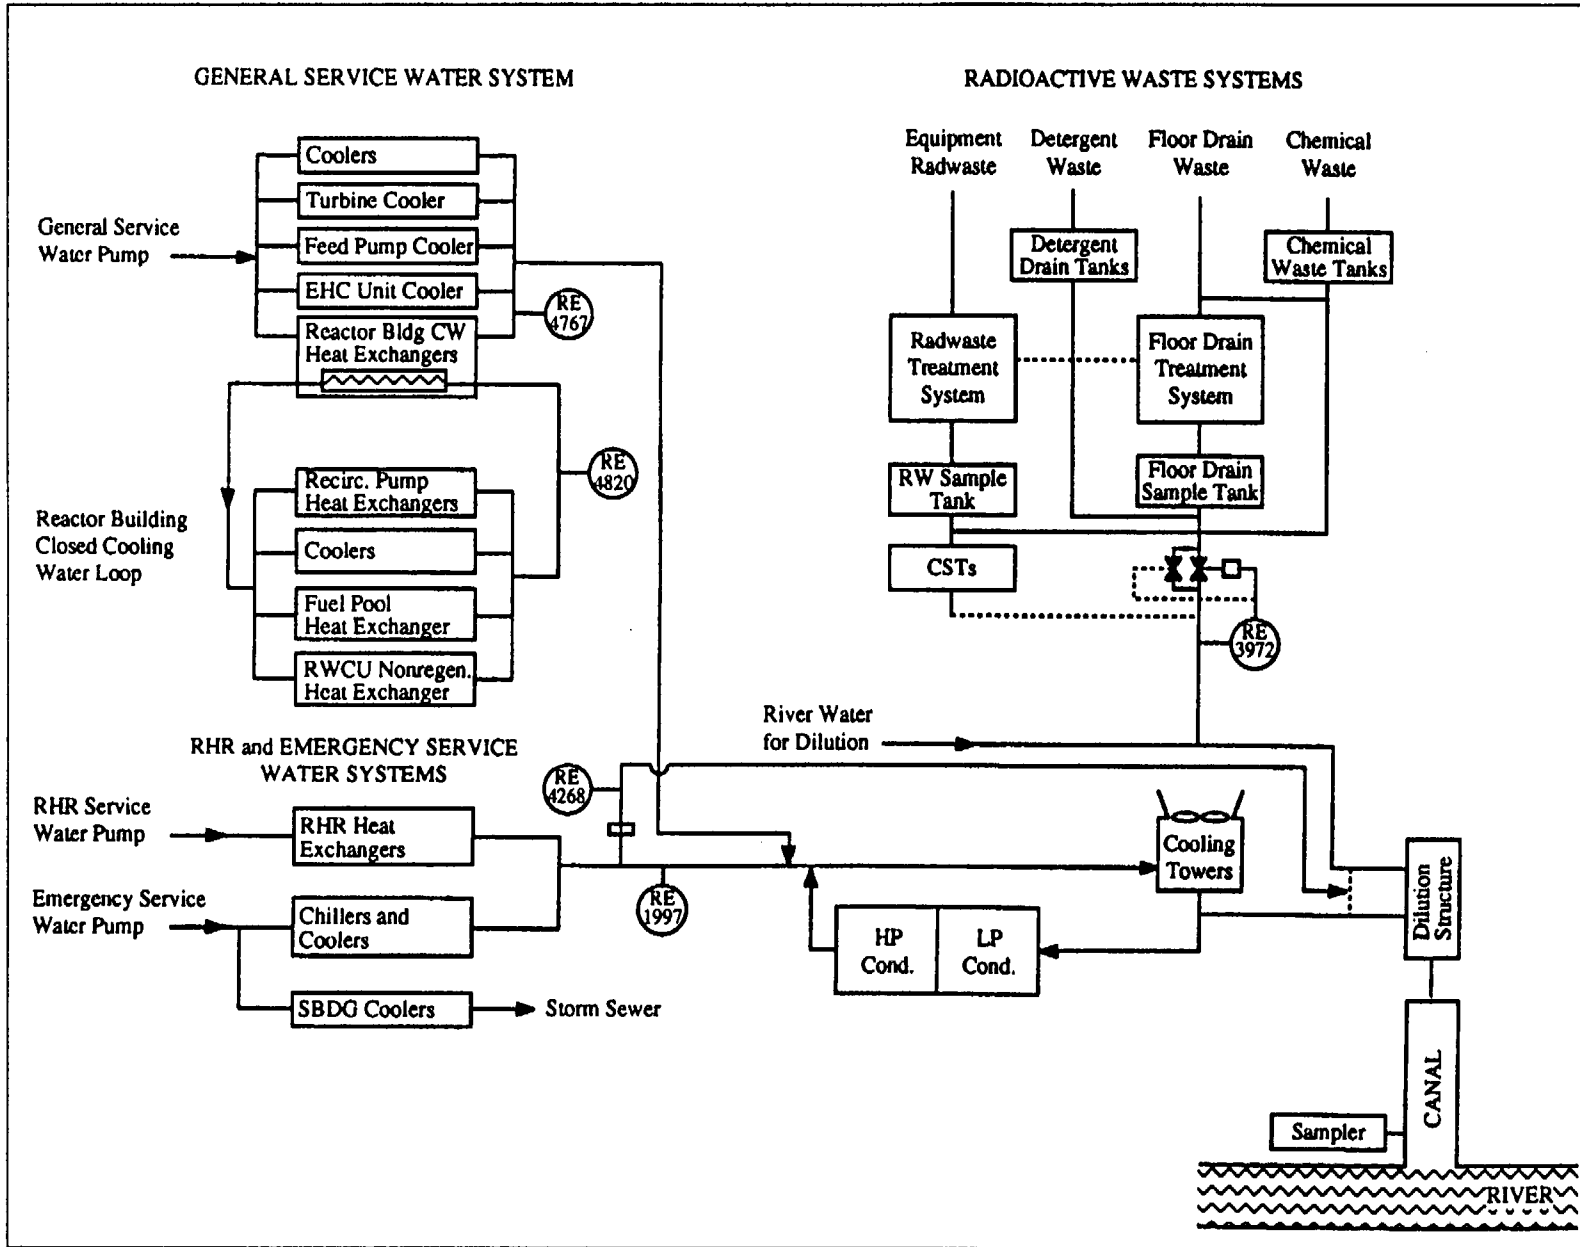 GENERAL SERVICE WATER SYSTEM
General Service
Water Pump
Coolers
Turbine Cooler
Feed Pump Cooler
EHC Unit Cooler
Reactor Bldg CW
Heat Exchangers
RE
4767
RE
4820
Reactor Building
Closed Cooling
Water Loop
Recirc. Pump
Heat Exchangers
Coolers
Fuel Pool
Heat Exchanger
RWCU Nonregen.
Heat Exchanger
RADIOACTIVE WASTE SYSTEMS
Equipment
Radwaste
Detergent
Waste
Floor Drain
Waste
Chemical
Waste
Detergent
Drain Tanks
Chemical
Waste Tanks
Radwaste
Treatment
System
Floor Drain
Treatment
System
RW Sample
Tank
Floor Drain
Sample Tank
CSTs
RE
3972
River Water
for Dilution
RHR and EMERGENCY SERVICE
WATER SYSTEMS
RHR Service
Water Pump
RHR Heat
Exchangers
RE
4268
Emergency Service
Water Pump
Chillers and
Coolers
RE
1997
SBDG Coolers
Storm Sewer
HP
Cond.
LP
Cond.
Cooling
Towers
Dilution
Structure
CANAL
Sampler
RIVER